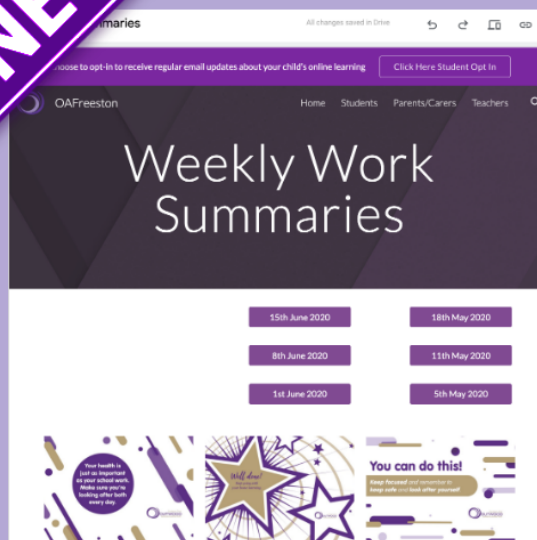 NE
maries
All changes saved in Drive
oose to opt-in to receive regular email updates about your child's online learning
Click Here Student Opt In
OAFreeston
Home Students Parents/Carers Teachers
Weekly Work
Summaries
15th June 2020
18th May 2020
8th June 2020
11th May 2020
1st June 2020
5th May 2020
Your health is
just as important
as your school work.
Make sure you're
looking after both
every day.
Well done!
You can do this!
Keep focused and remember to
keep safe and look after yourself!